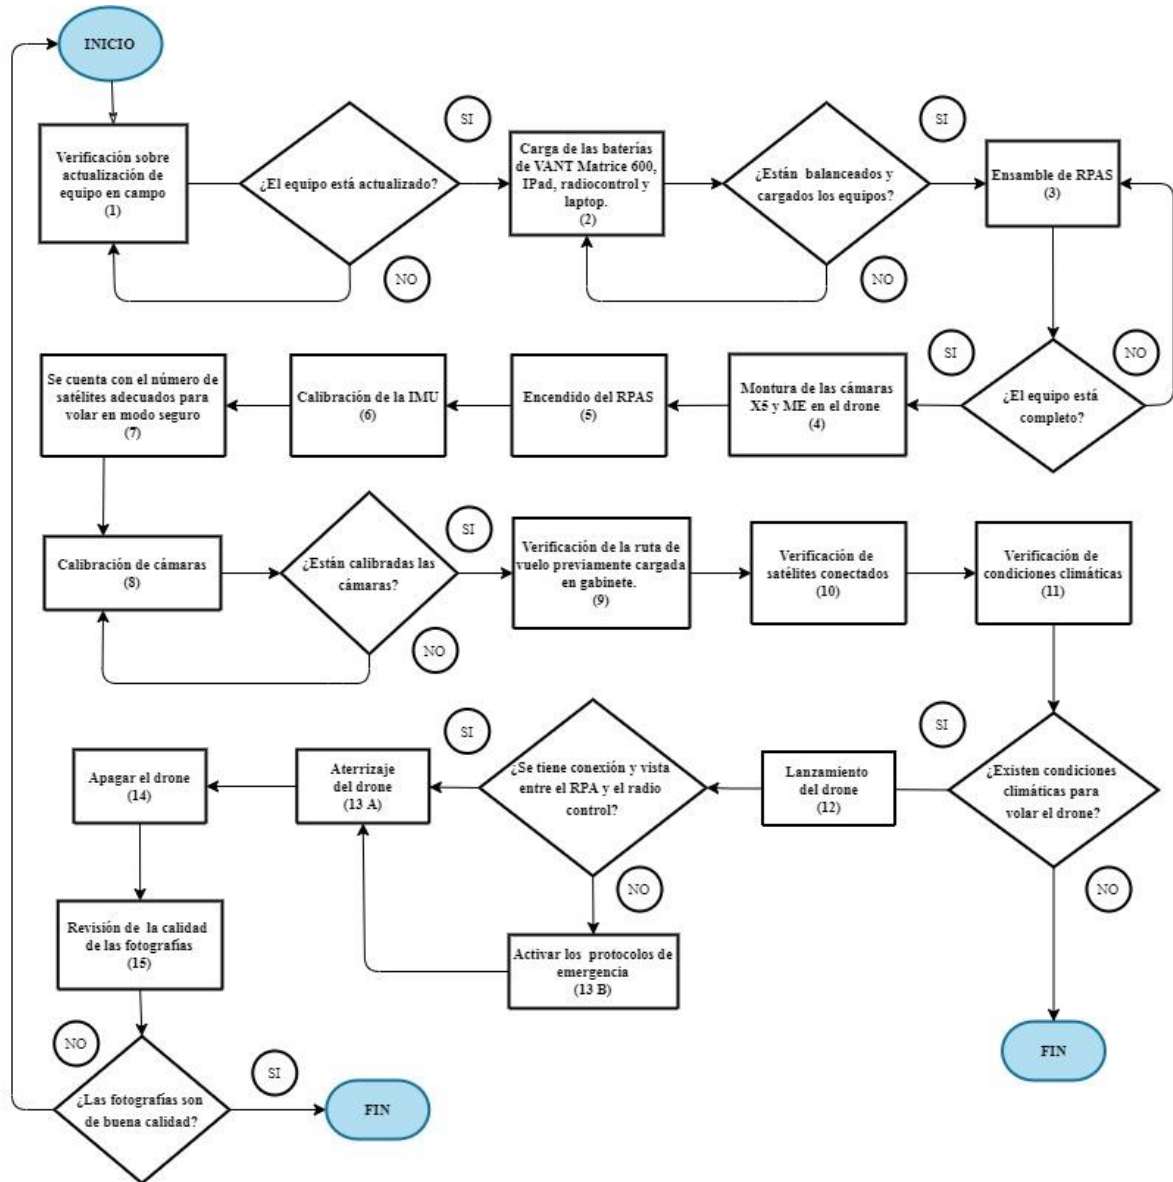 INICIO
Verificación sobre
actualización de
equipo en campo
(1)
¿El equipo está actualizado?
SI
NO
Carga de las baterías
de VANT Matrice 600,
IPad, radiocontrol y
laptop.
(2)
¿Están balanceados y
cargados los equipos?
SI
NO
Ensamble de RPAS
(3)
¿El equipo está
completo?
SI
NO
Montura de las cámaras
X5 y ME en el drone
(4)
Encendido del RPAS
(5)
Calibración de la IMU
(6)
Se cuenta con el número de
satélites adecuados para
volar en modo seguro
(7)
Calibración de cámaras
(8)
¿Están calibradas las
cámaras?
SI
NO
Verificación de la ruta de
vuelo previamente cargada
en gabinete.
(9)
Verificación de
satélites conectados
(10)
Verificación de
condiciones climáticas
(11)
¿Existen condiciones
climáticas para
volar el drone?
SI
NO
FIN
Lanzamiento
del drone
(12)
¿Se tiene conexión y vista
entre el RPA y el radio
control?
SI
NO
Aterrizaje
del drone
(13 A)
Activar los protocolos de
emergencia
(13 B)
Apagar el drone
(14)
Revisión de la calidad
de las fotografías
(15)
¿Las fotografías son
de buena calidad?
NO
SI
FIN